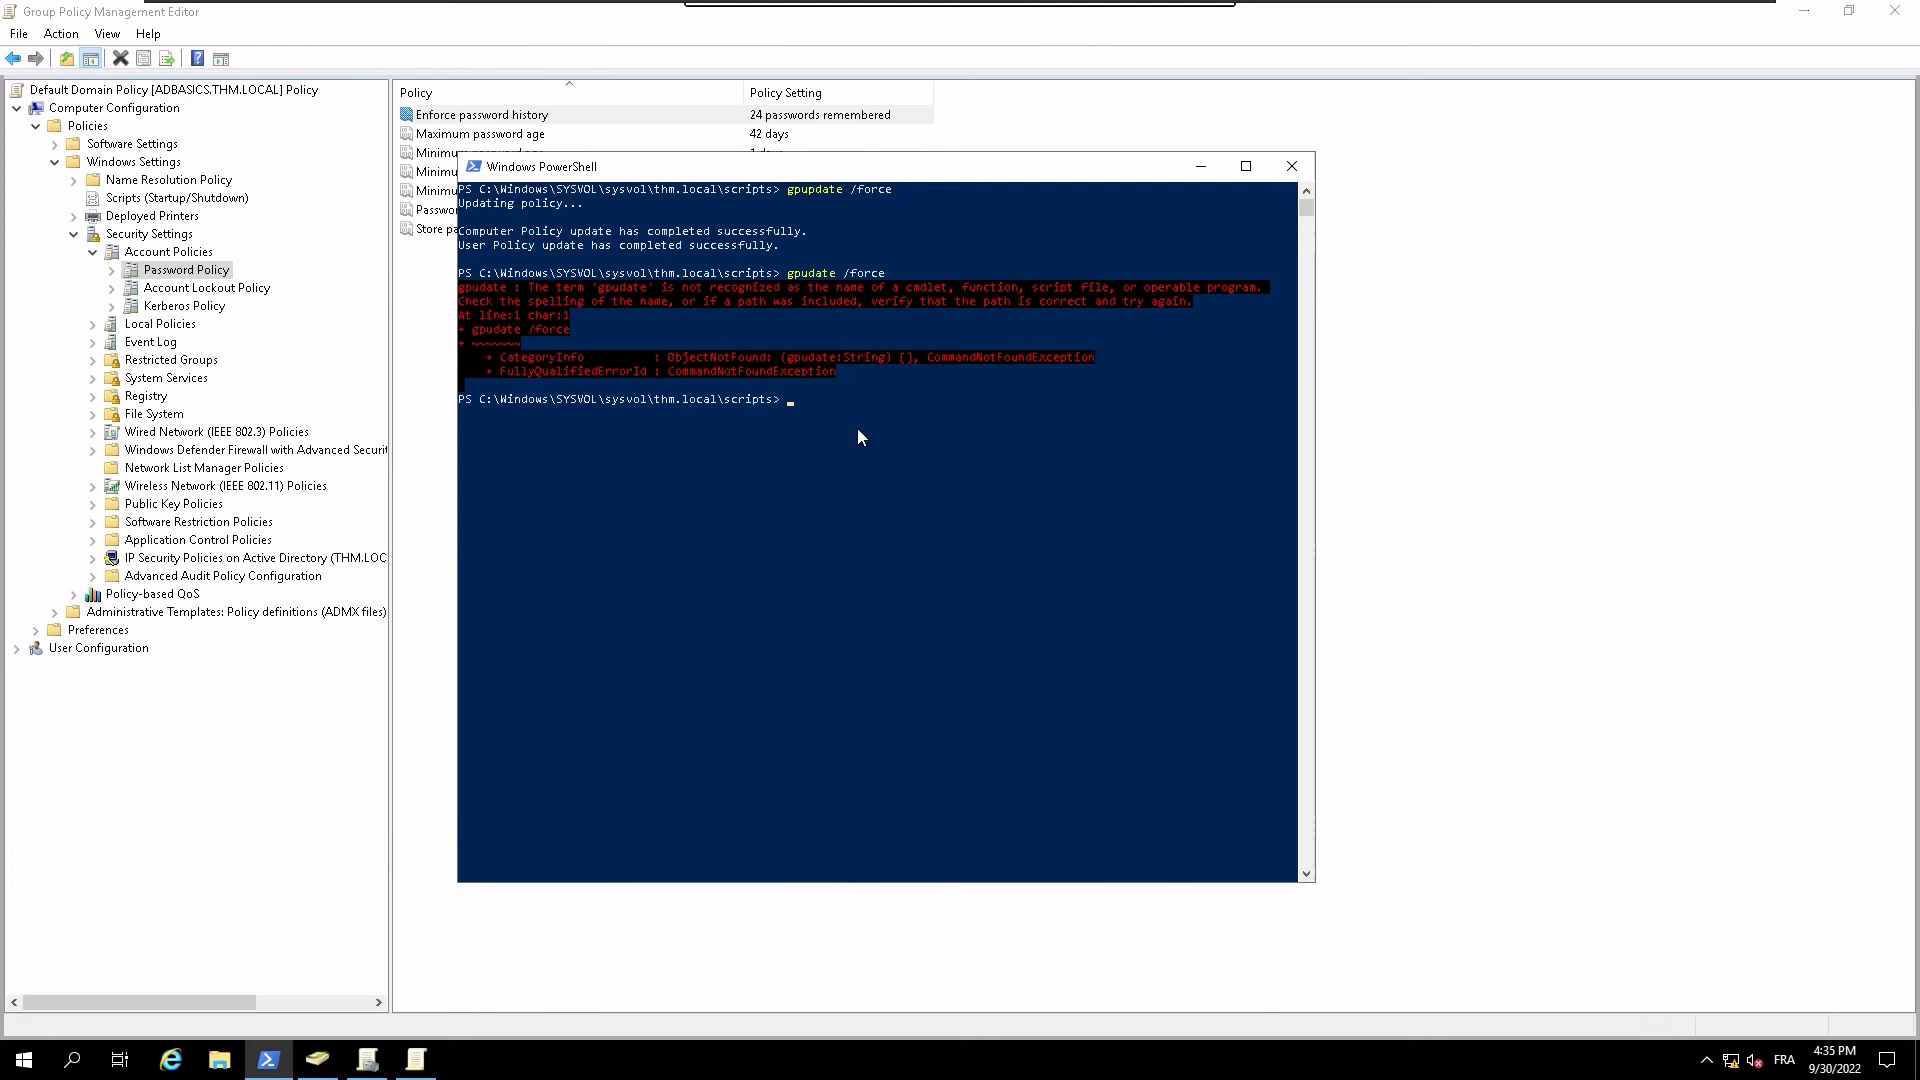 Group Policy Management Editor
File Action View Help
Default Domain Policy [ADBASICS.THM.LOCAL] Policy
Computer Configuration
Policies
Software Settings
Windows Settings
Name Resolution Policy
Scripts (Startup/Shutdown)
Deployed Printers
Security Settings
Account Policies
Password Policy
Account Lockout Policy
Kerberos Policy
Local Policies
Event Log
Restricted Groups
System Services
Registry
File System
Wired Network (IEEE 802.3) Policies
Windows Defender Firewall with Advanced Securit
Network List Manager Policies
Wireless Network (IEEE 802.11) Policies
Public Key Policies
Software Restriction Policies
Application Control Policies
IP Security Policies on Active Directory (THM.LOC
Advanced Audit Policy Configuration
Policy-based QoS
Administrative Templates: Policy definitions (ADMX files)
Preferences
User Configuration
Policy Policy Setting
Enforce password history 24 passwords remembered
Maximum password age 42 days
Minimu
Minimu
Minimu
Passwor
Store pa
Windows PowerShell
PS C:\Windows\SYSVOL\sysvol\thm.local\scripts> gpupdate /force
Updating policy...
Computer Policy update has completed successfully.
User Policy update has completed successfully.
PS C:\Windows\SYSVOL\sysvol\thm.local\scripts> gpudate /force
gpudate : The term 'gpudate' is not recognized as the name of a cmdlet, function, script file, or operable program.
Check the spelling of the name, or if a path was included, verify that the path is correct and try again.
At line:1 char:1
+ gpudate /force
+ ~~~~~~~
+ CategoryInfo : ObjectNotFound: (gpudate:String) [], CommandNotFoundException
+ FullyQualifiedErrorId : CommandNotFoundException
PS C:\Windows\SYSVOL\sysvol\thm.local\scripts>
FRA
4:35 PM
9/30/2022